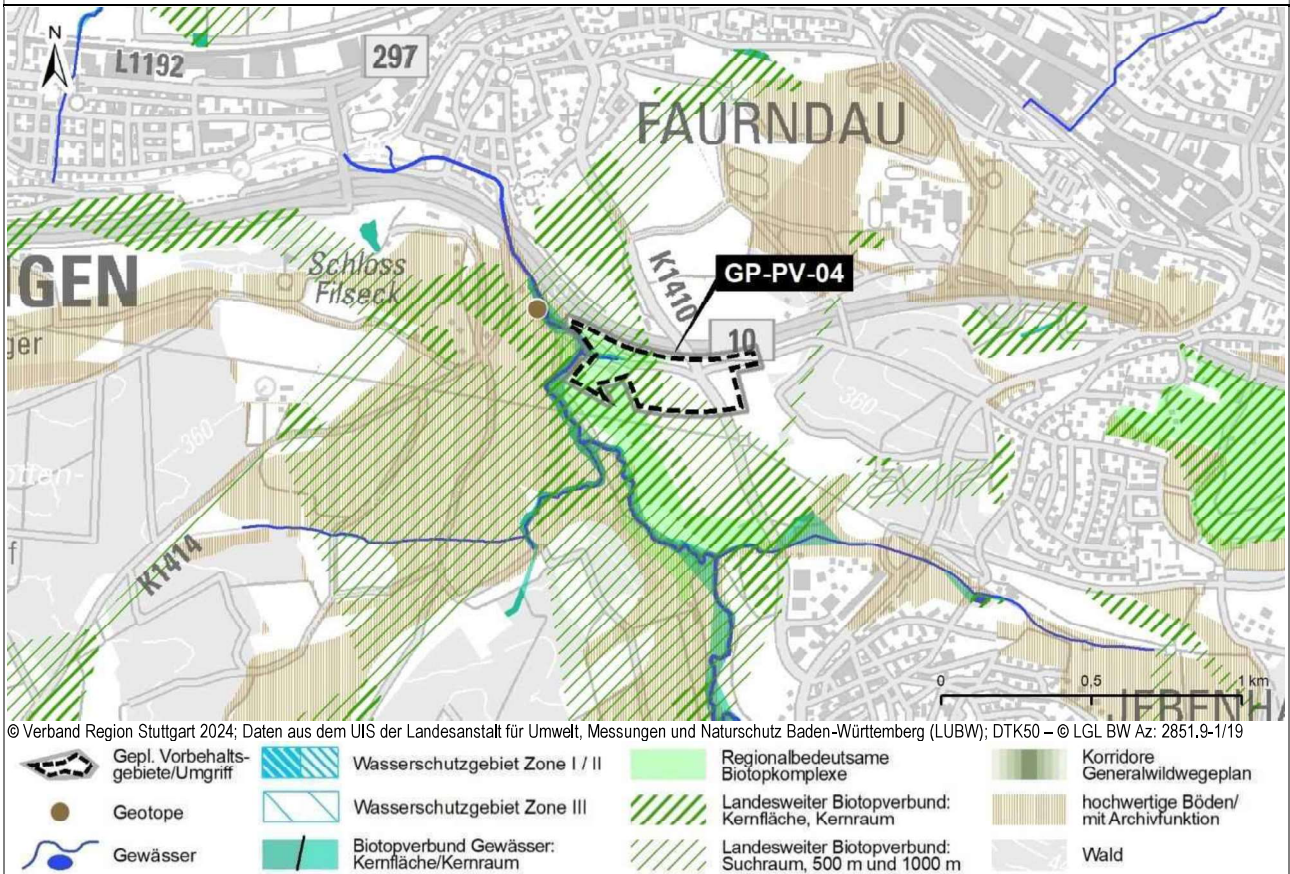 N
L1192
297
FAURNDAU
GEN
Schloss
Filseck
K1410
GP-PV-04
10
ger
360
360
K1414
f
0 0,5 1 km
JEBENHA
© Verband Region Stuttgart 2024; Daten aus dem UIS der Landesanstalt für Umwelt, Messungen und Naturschutz Baden-Württemberg (LUBW); DTK50 – © LGL BW Az: 2851.9-1/19
Gepl. Vorbehalts-
gebiete/Umgriff
Geotope
Gewässer
Wasserschutzgebiet Zone I / II
Wasserschutzgebiet Zone III
Biotopverbund Gewässer:
Kernfläche/Kernraum
Regionalbedeutsame
Biotopkomplexe
Landesweiter Biotopverbund:
Kernfläche, Kernraum
Landesweiter Biotopverbund:
Suchraum, 500 m und 1000 m
Korridore
Generalwildwegeplan
hochwertige Böden/
mit Archivfunktion
Wald